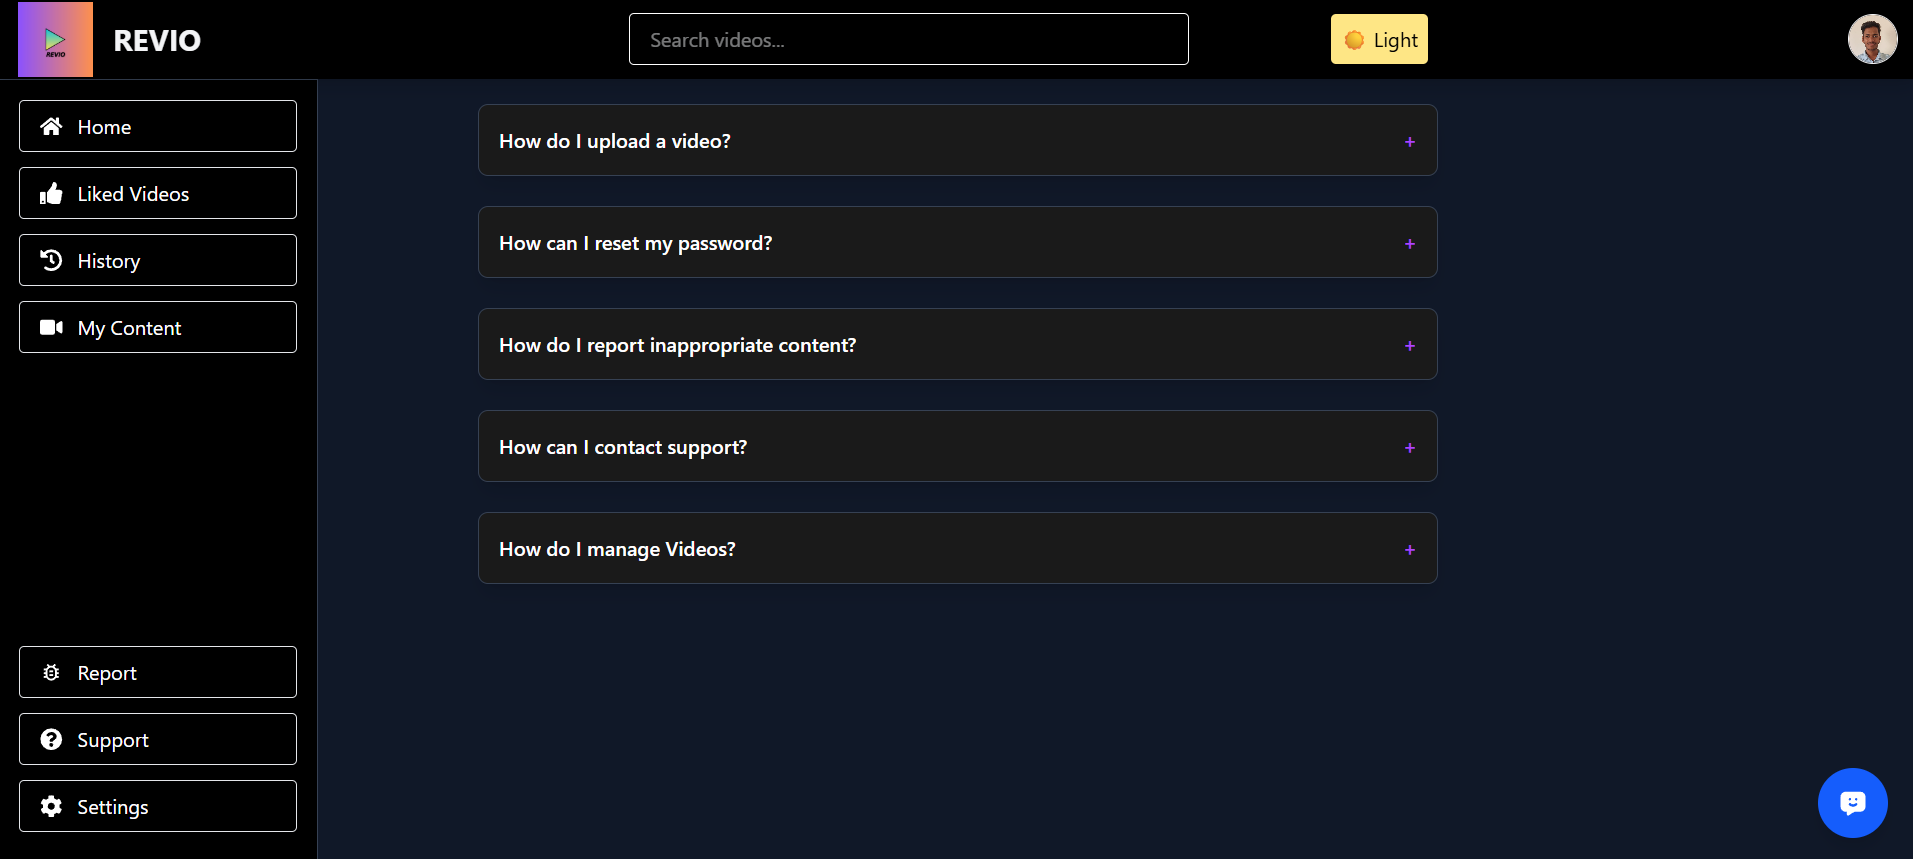 REVIO
REVIO
Search videos...
Light
Home
Liked Videos
History
My Content
Report
Support
Settings
How do I upload a video?
+
How can I reset my password?
+
How do I report inappropriate content?
+
How can I contact support?
+
How do I manage Videos?
+